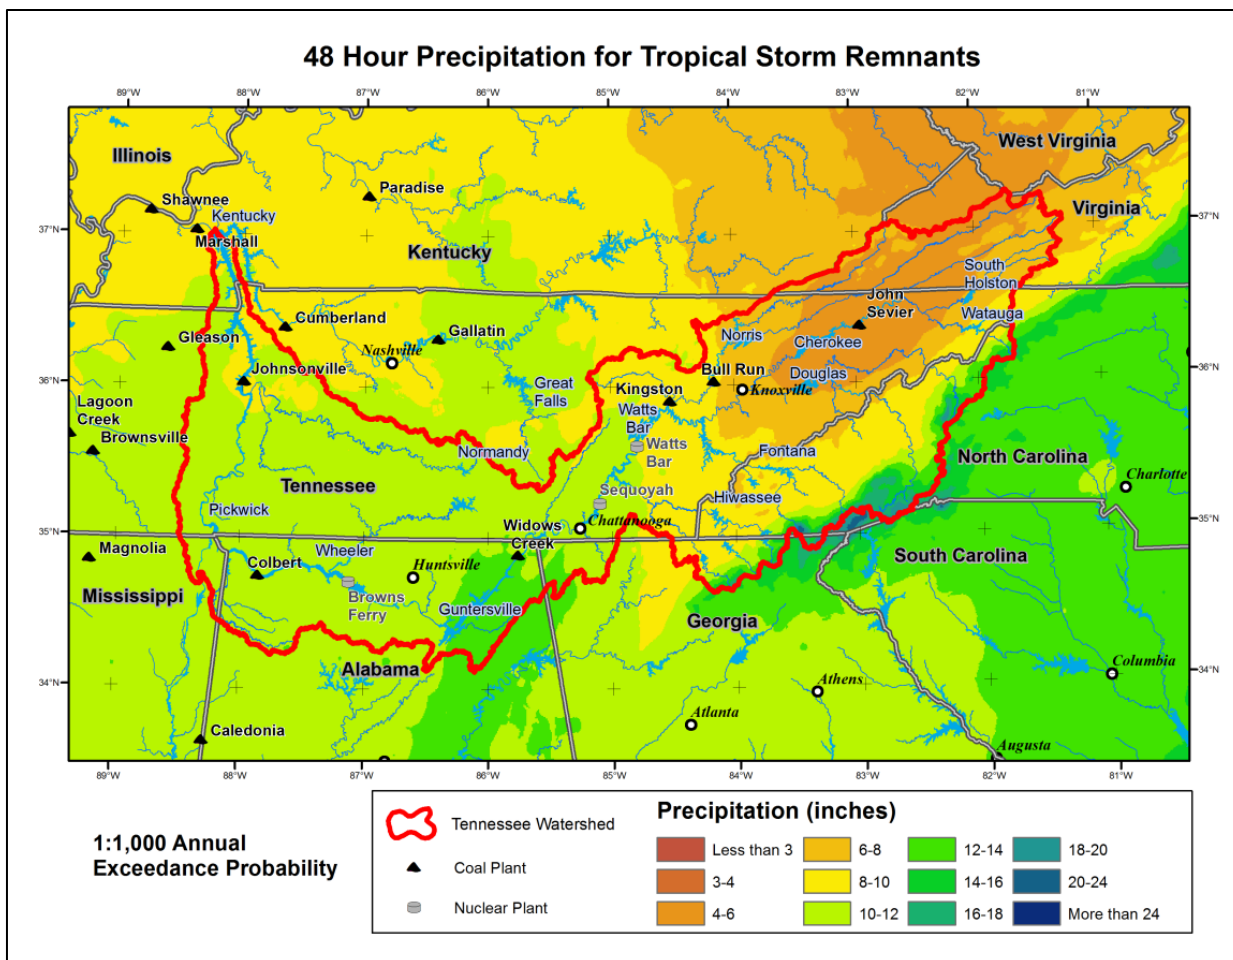 48 Hour Precipitation for Tropical Storm Remnants
89°W 88°W 87°W 86°W 85°W 84°W 83°W 82°W 81°W
Illinois
West Virginia
Paradise
Shawnee
Kentucky
Virginia
37°N
37°N
Marshall
Kentucky
South
Holston
John
Sevier
Cumberland
Watauga
Gleason
Gallatin
Norris
Nashville
Cherokee
Johnsonville
Bull Run
Douglas
36°N
36°N
Great
Falls
Kingston
Knoxville
Lagoon
Creek
Watts
Bar
Brownsville
Watts
Bar
Normandy
Fontana
North Carolina
Charlotte
Tennessee
Sequoyah
Hiwassee
Pickwick
Chattanooga
35°N
35°N
Widows
Creek
Magnolia
Wheeler
South Carolina
Colbert
Huntsville
Mississippi
Browns
Ferry
Guntersville
Georgia
Alabama
Columbia
34°N
34°N
Athens
Atlanta
Caledonia
Augusta
89°W 88°W 87°W 86°W 85°W 84°W 83°W 82°W 81°W
1:1,000 Annual
Exceedance Probability
Tennessee Watershed
Coal Plant
Nuclear Plant
Precipitation (inches)
Less than 3
3-4
4-6
6-8
8-10
10-12
12-14
14-16
16-18
18-20
20-24
More than 24